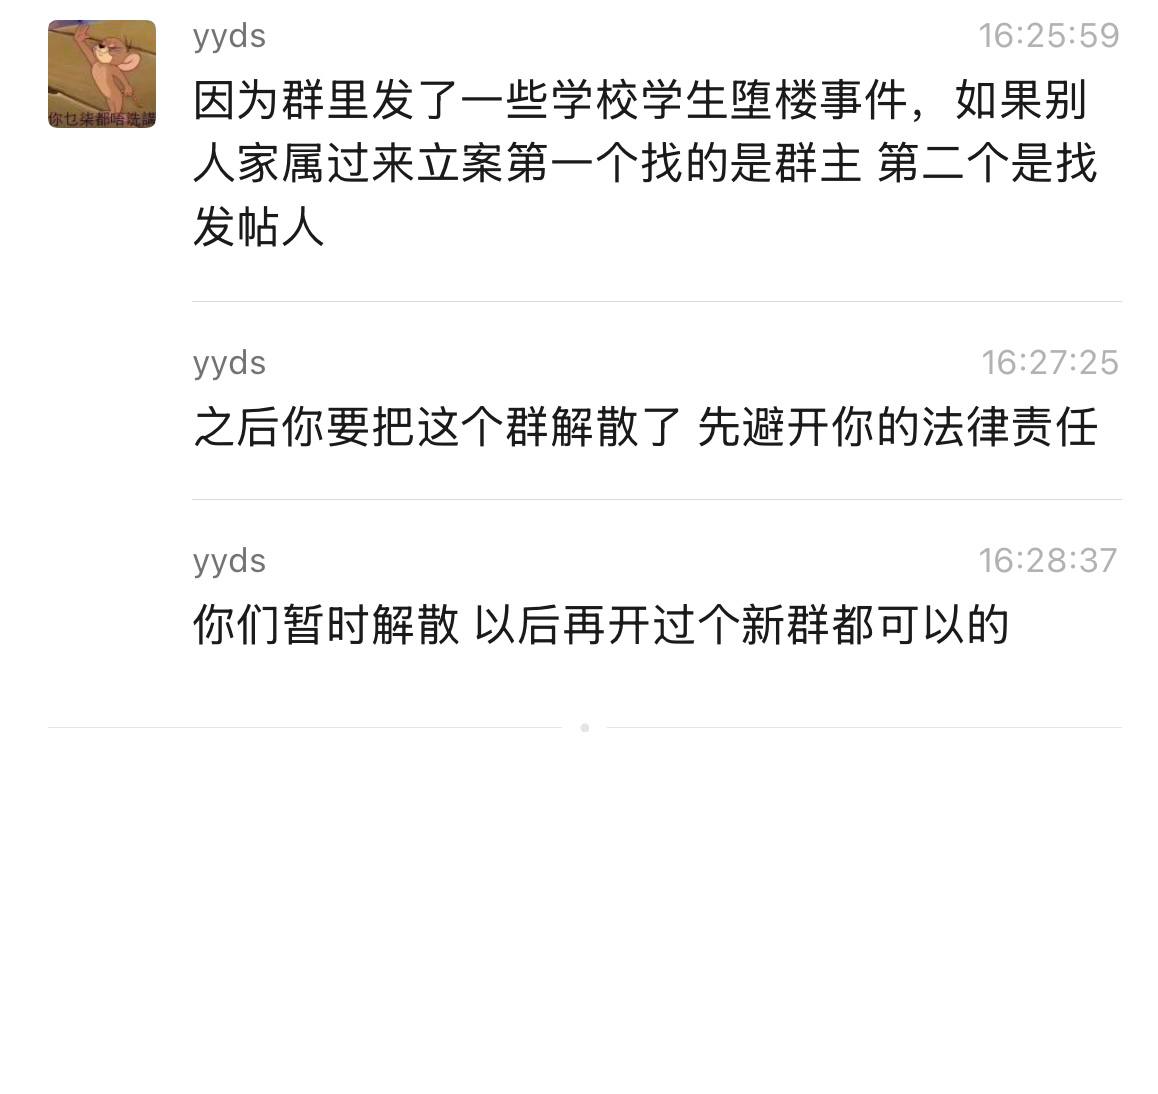 yyds 16:25:59
因为群里发了一些学校学生堕楼事件，如果别
人家属过来立案第一个找的是群主 第二个是找
发帖人
你乜柒都唔识講
yyds 16:27:25
之后你要把这个群解散了 先避开你的法律责任
yyds 16:28:37
你们暂时解散 以后再开过个新群都可以的